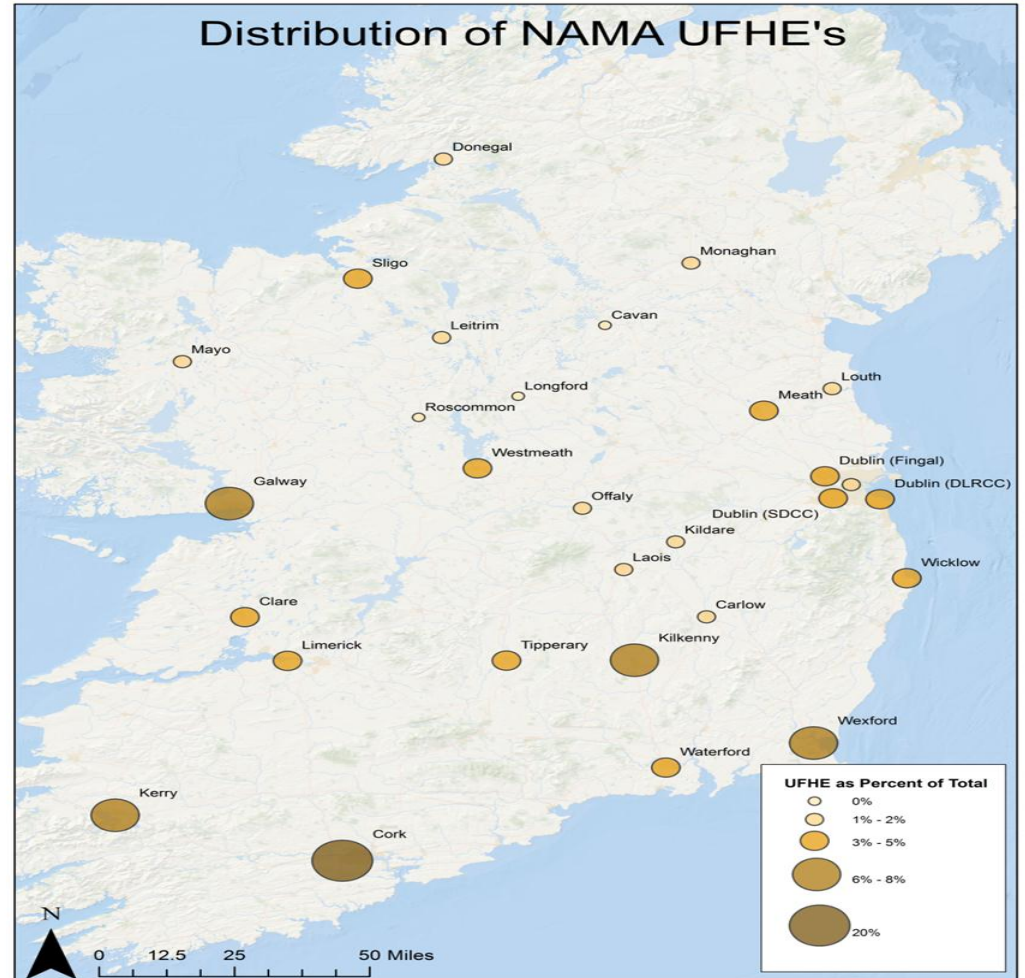 Distribution of NAMA UFHE's
Donegal
Monaghan
Sligo
Cavan
Leitrim
Mayo
Louth
Longford
Meath
Roscommon
Westmeath
Dublin (Fingal)
Galway
Dublin (DLRCC)
Offaly
Dublin (SDCC)
Kildare
Laois
Wicklow
Clare
Carlow
Kilkenny
Limerick
Tipperary
Wexford
Waterford
Kerry
Cork
UFHE as Percent of Total
0%
1% - 2%
3% - 5%
6% - 8%
20%
N
0 12.5 25 50 Miles